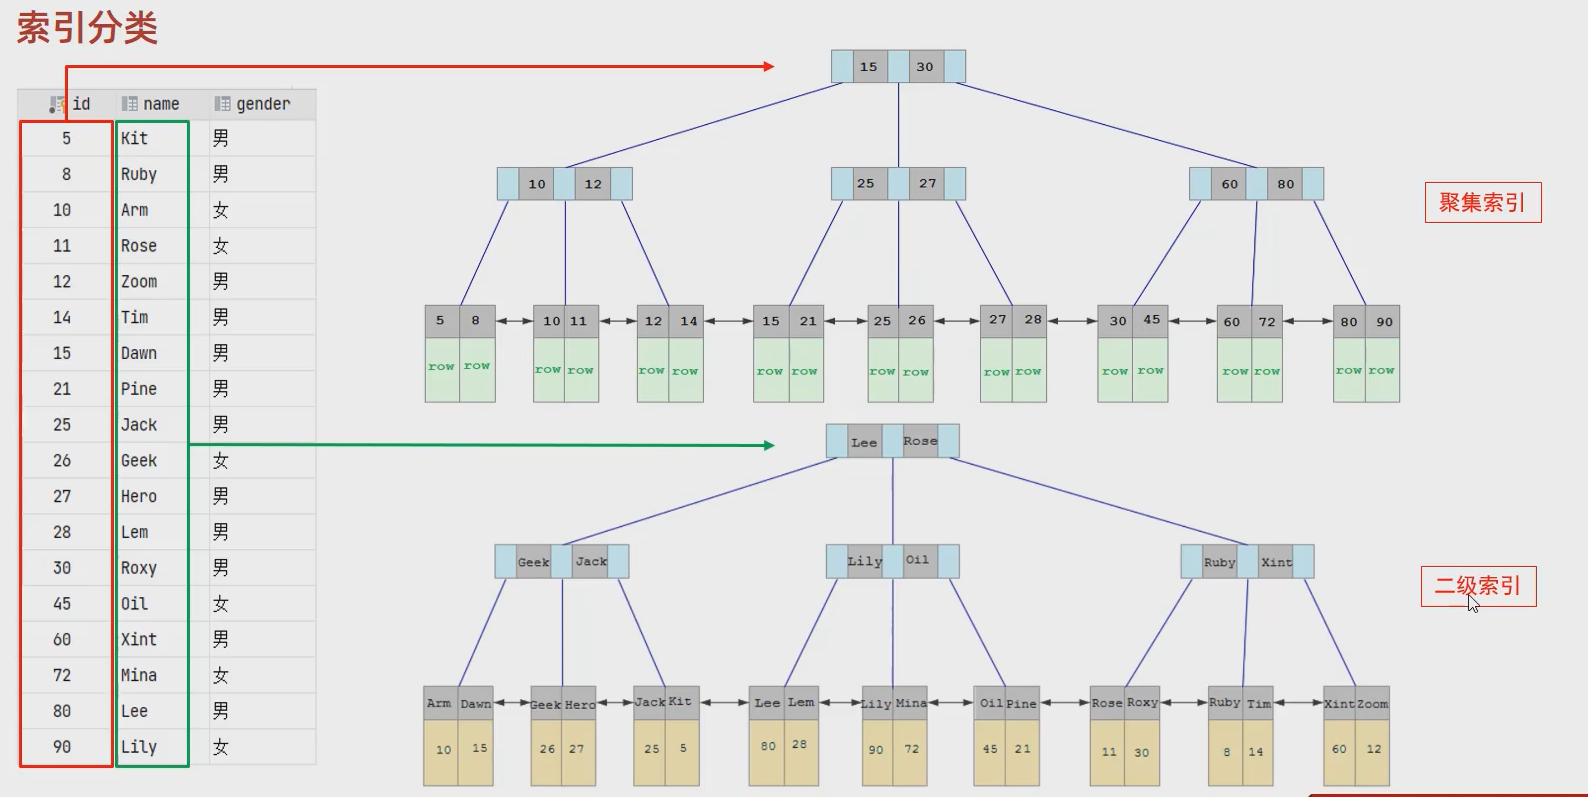 索引分类
id name gender
5 Kit 男
8 Ruby 男
10 Arm 女
11 Rose 女
12 Zoom 男
14 Tim 男
15 Dawn 男
21 Pine 男
25 Jack 男
26 Geek 女
27 Hero 男
28 Lem 男
30 Roxy 男
45 Oil 女
60 Xint 男
72 Mina 女
80 Lee 男
90 Lily 女
15 30
10 12 25 27 60 80
聚集索引
5 8 10 11 12 14 15 21 25 26 27 28 30 45 60 72 80 90
row row row row row row row row row row row row row row row row row row
Lee Rose
Geek Jack Lily Oil Ruby Xint
二级索引
Arm Dawn Geek Hero Jack Kit Lee Lem Lily Mina Oil Pine Rose Roxy Ruby Tim Xint Zoom
10 15 26 27 25 5 80 28 90 72 45 21 11 30 8 14 60 12